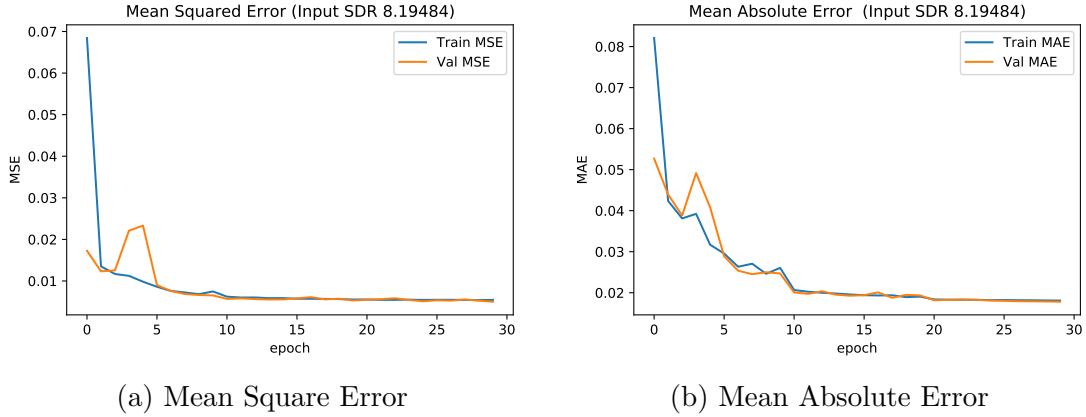 Mean Squared Error (Input SDR 8.19484)
0.07
0.06
0.05
0.04
0.03
0.02
0.01
MSE
0
5
10
15
20
25
30
epoch
Train MSE
Val MSE
(a) Mean Square Error
Mean Absolute Error  (Input SDR 8.19484)
0.08
0.07
0.06
0.05
0.04
0.03
0.02
MAE
0
5
10
15
20
25
30
epoch
Train MAE
Val MAE
(b) Mean Absolute Error